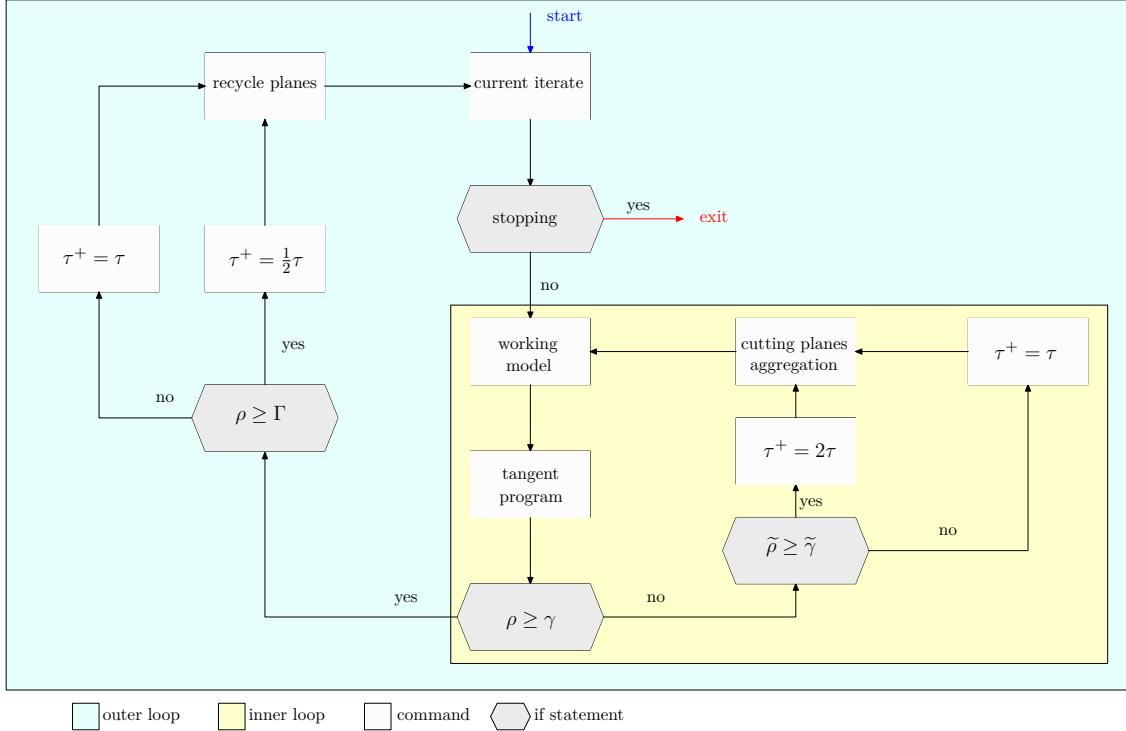 start
recycle planes
current iterate
stopping
yes
exit
τ⁺ = τ
τ⁺ = ½τ
no
yes
working
model
cutting planes
aggregation
τ⁺ = τ
no
ρ ≥ Γ
τ⁺ = 2τ
tangent
program
yes
no
ρ̃ ≥ γ̃
yes
no
ρ ≥ γ
outer loop
inner loop
command
if statement